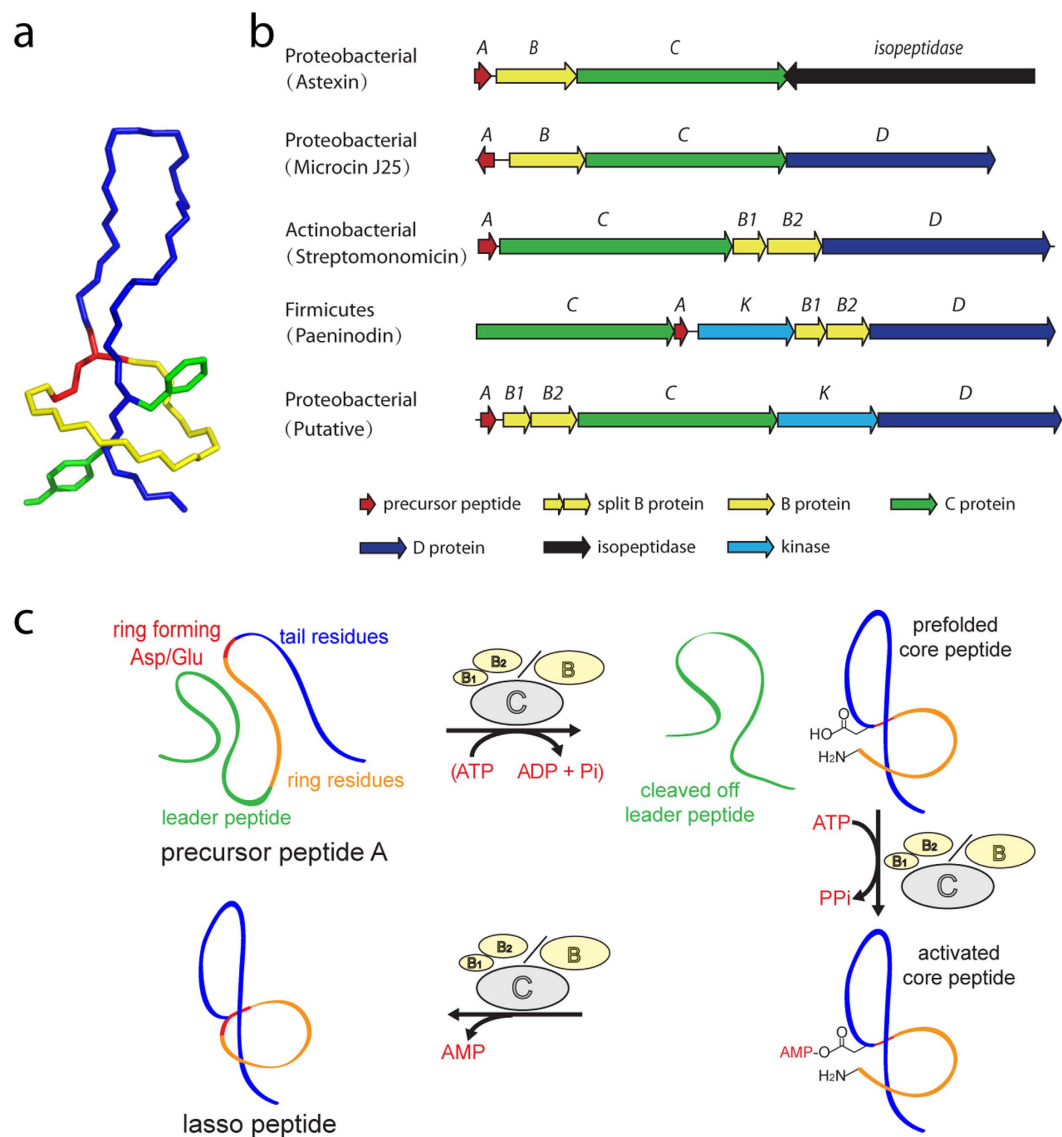 a
b
Proteobacterial
(Astexin)
A B C isopeptidase
Proteobacterial
(Microcin J25)
A B C D
Actinobacterial
(Streptomonomicin)
A C B1 B2 D
Firmicutes
(Paeninodin)
C A K B1 B2 D
Proteobacterial
(Putative)
A B1 B2 C K D
precursor peptide split B protein B protein C protein
D protein isopeptidase kinase
c
ring forming
Asp/Glu
tail residues
leader peptide
ring residues
precursor peptide A
B1 B2 / B
C
(ATP ADP + Pi)
cleaved off
leader peptide
prefolded
core peptide
HO O
H2N
ATP
PPi
B1 B2 / B
C
activated
core peptide
AMP-O O
H2N
B1 B2 / B
C
AMP
lasso peptide